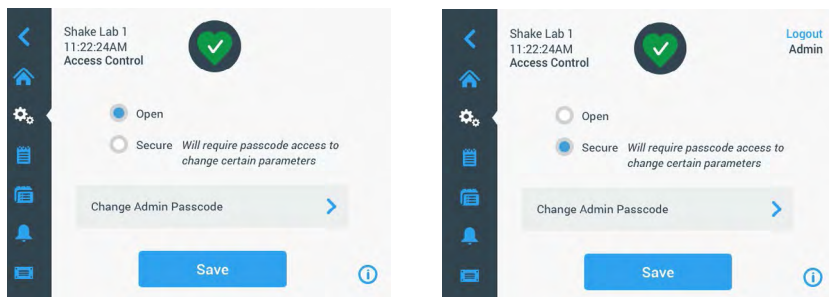 Shake Lab 1
11:22:24AM
Access Control
Open
Secure Will require passcode access to
change certain parameters
Change Admin Passcode
Save
Shake Lab 1
11:22:24AM
Access Control
Logout
Admin
Open
Secure Will require passcode access to
change certain parameters
Change Admin Passcode
Save